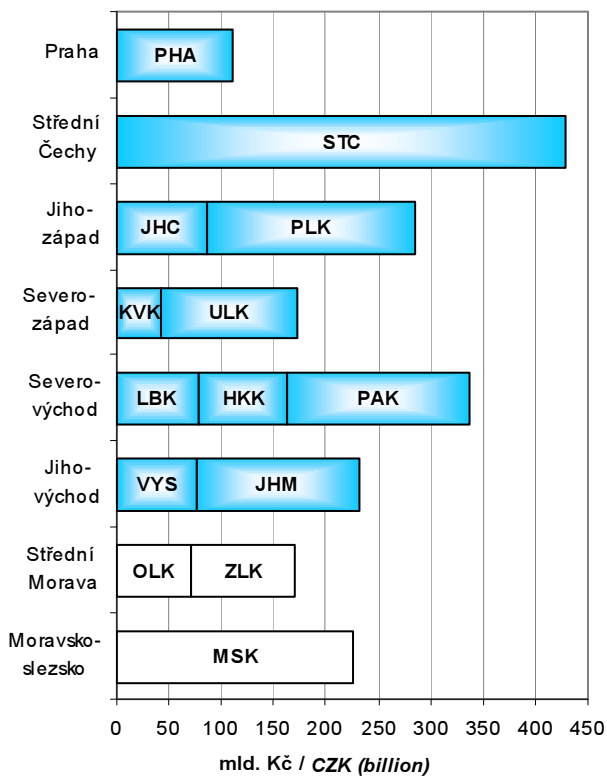 Praha
PHA
Střední
Čechy
STC
Jiho-
západ
JHC PLK
Severo-
západ
KVK ULK
Severo-
východ
LBK HKK PAK
Jiho-
východ
VYS JHM
Střední
Morava
OLK ZLK
Moravsko-
slezsko
MSK
0 50 100 150 200 250 300 350 400 450
mld. Kč / CZK (billion)